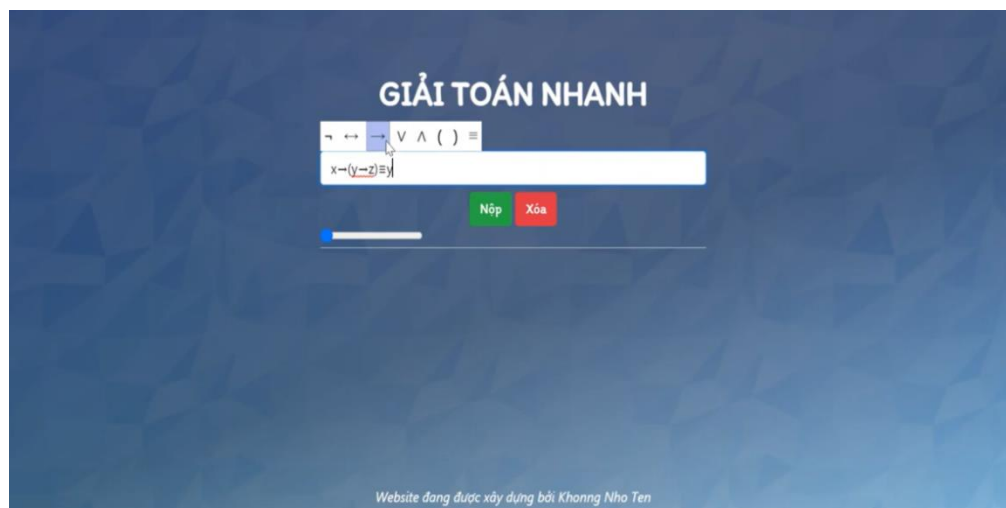 GIẢI TOÁN NHANH
¬ ↔ → ∨ ∧ ( ) ≡
x→(y→z)≡y
Nộp Xóa
Website đang được xây dựng bởi Khonng Nho Ten